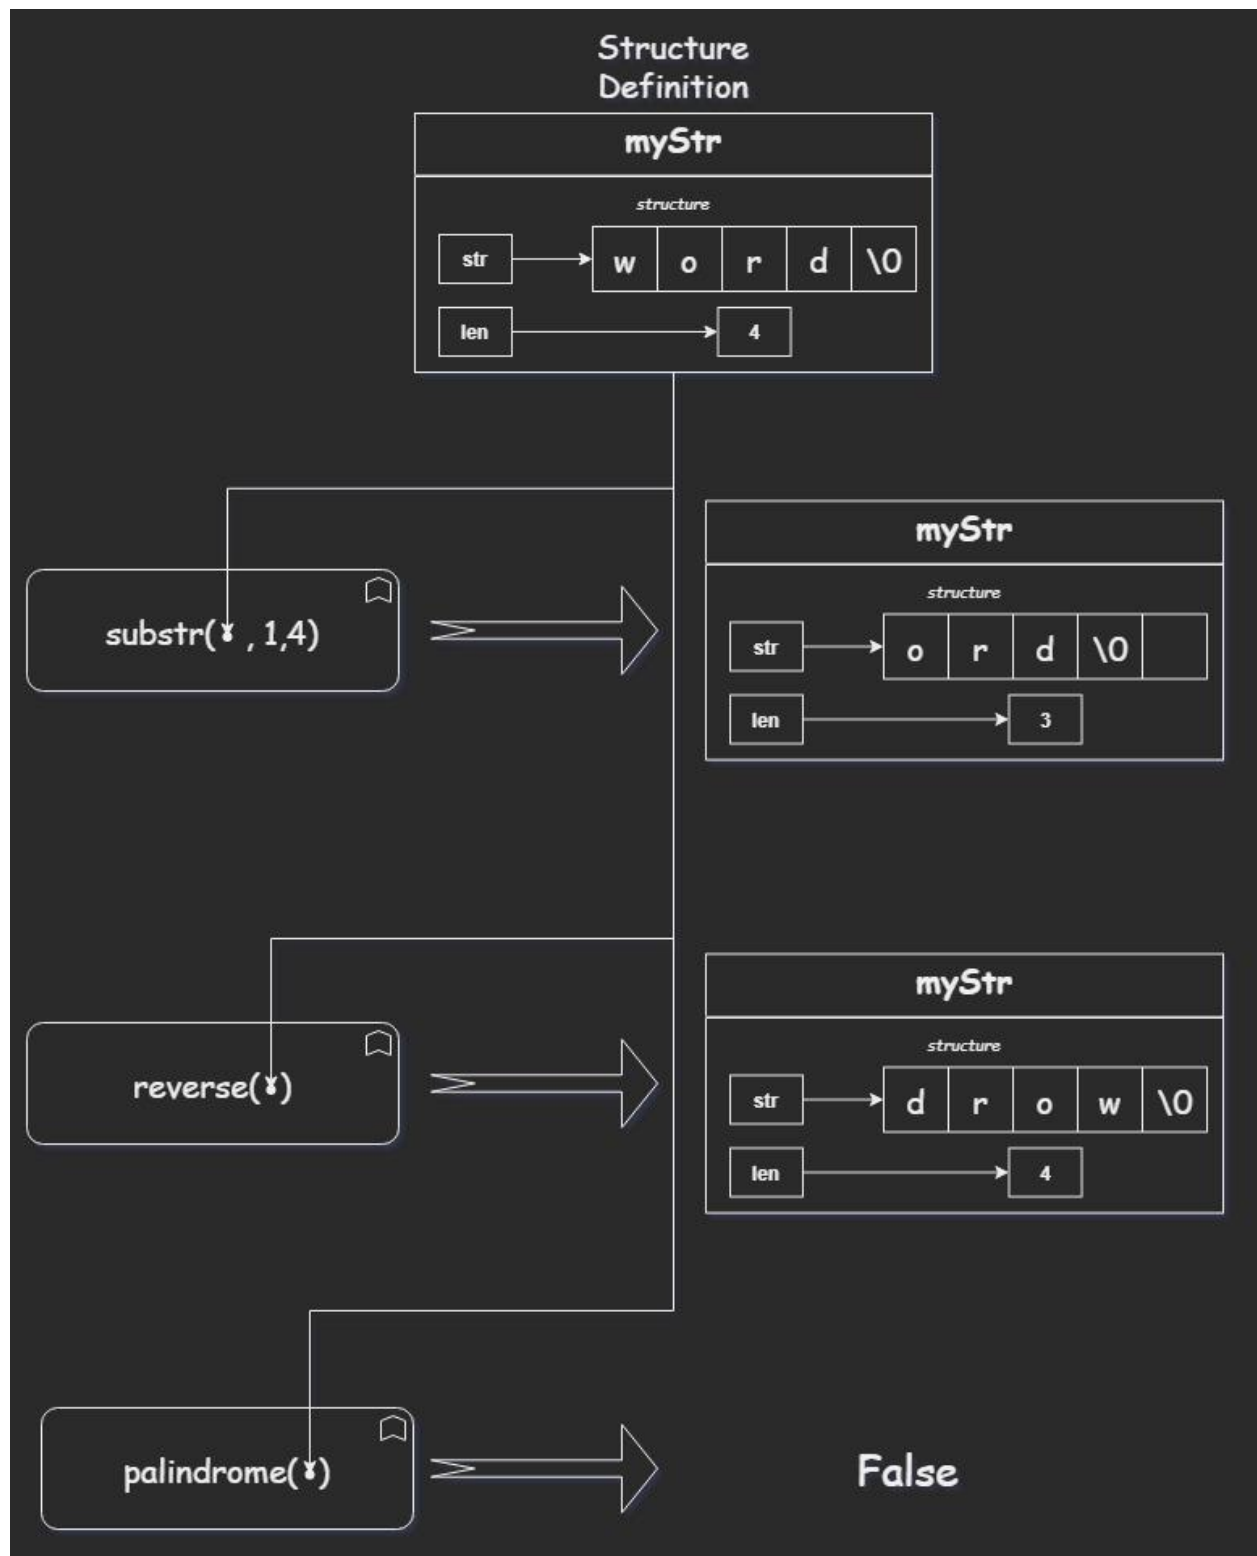 Structure
Definition
myStr
structure
str
w o r d \0
len
4
myStr
structure
substr( , 1,4)
str
o r d \0
len
3
myStr
structure
reverse( )
str
d r o w \0
len
4
palindrome( )
False